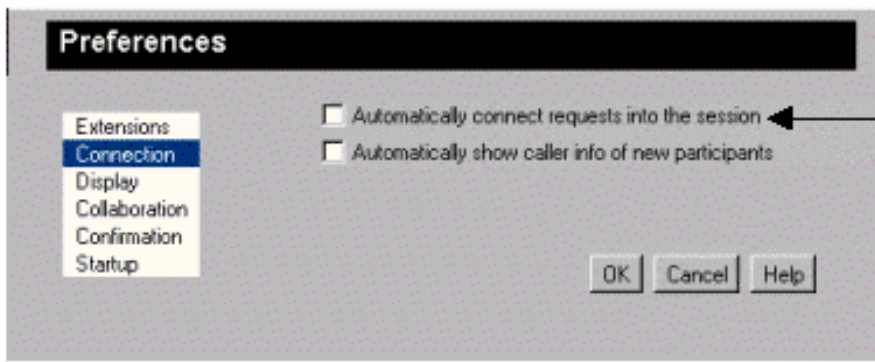 Preferences
Extensions
Connection
Display
Collaboration
Confirmation
Startup
Automatically connect requests into the session
Automatically show caller info of new participants
OK Cancel Help